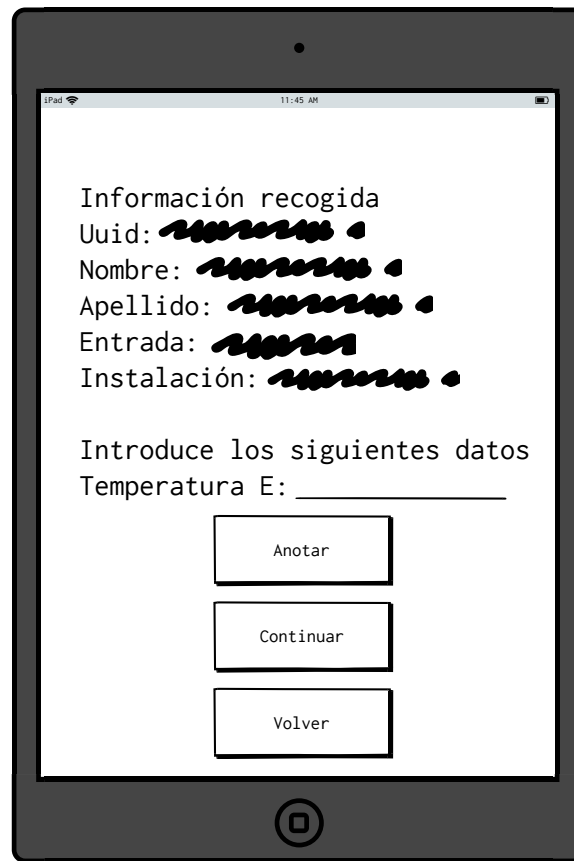 iPad 11:45 AM
Información recogida
Uuid:
Nombre:
Apellido:
Entrada:
Instalación:
Introduce los siguientes datos
Temperatura E:
Anotar
Continuar
Volver